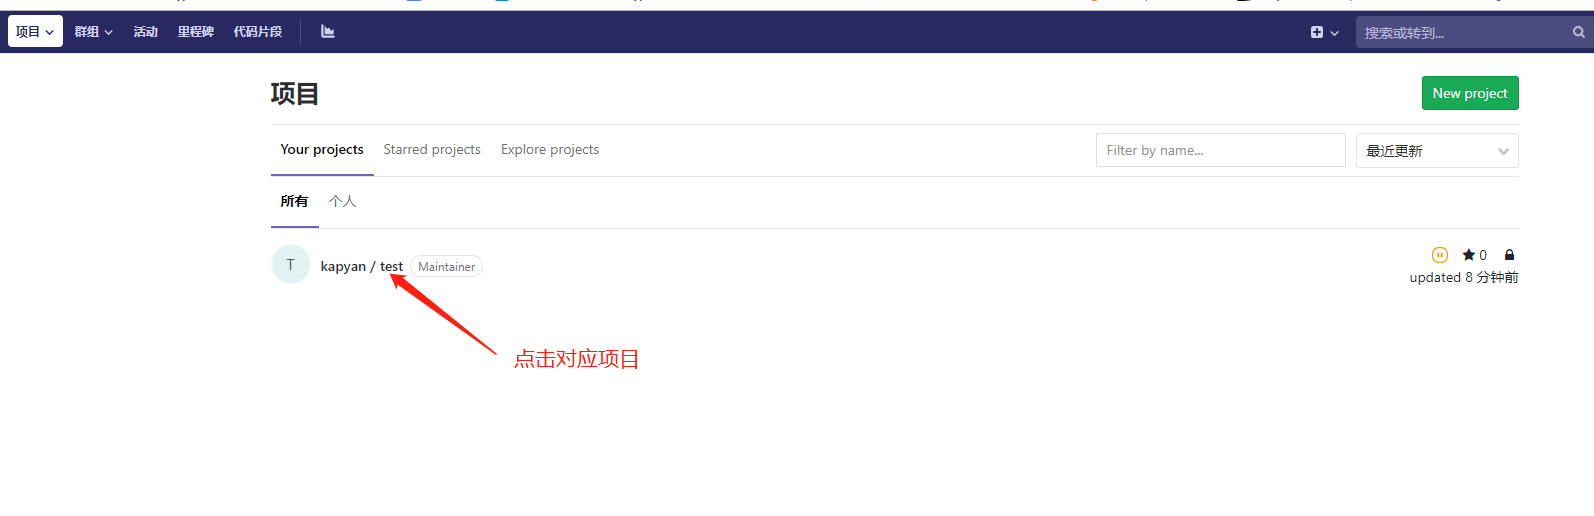 项目 群组 活动 里程碑 代码片段 搜索或转到...
项目
New project
Your projects Starred projects Explore projects Filter by name... 最近更新
所有 个人
T kapyan / test Maintainer 0
updated 8 分钟前
点击对应项目